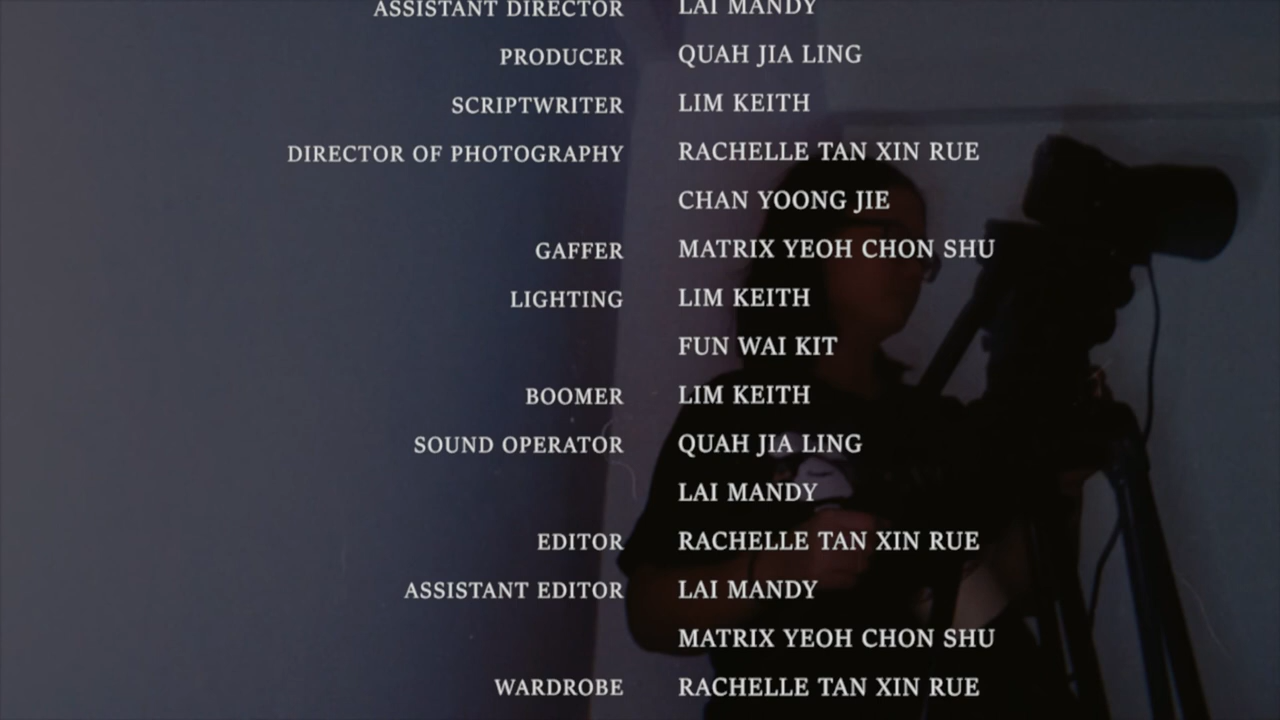 ASSISTANT DIRECTOR LAI MANDY
PRODUCER QUAH JIA LING
SCRIPTWRITER LIM KEITH
DIRECTOR OF PHOTOGRAPHY RACHELLE TAN XIN RUE
CHAN YOONG JIE
GAFFER MATRIX YEOH CHON SHU
LIGHTING LIM KEITH
FUN WAI KIT
BOOMER LIM KEITH
SOUND OPERATOR QUAH JIA LING
LAI MANDY
EDITOR RACHELLE TAN XIN RUE
ASSISTANT EDITOR LAI MANDY
MATRIX YEOH CHON SHU
WARDROBE RACHELLE TAN XIN RUE